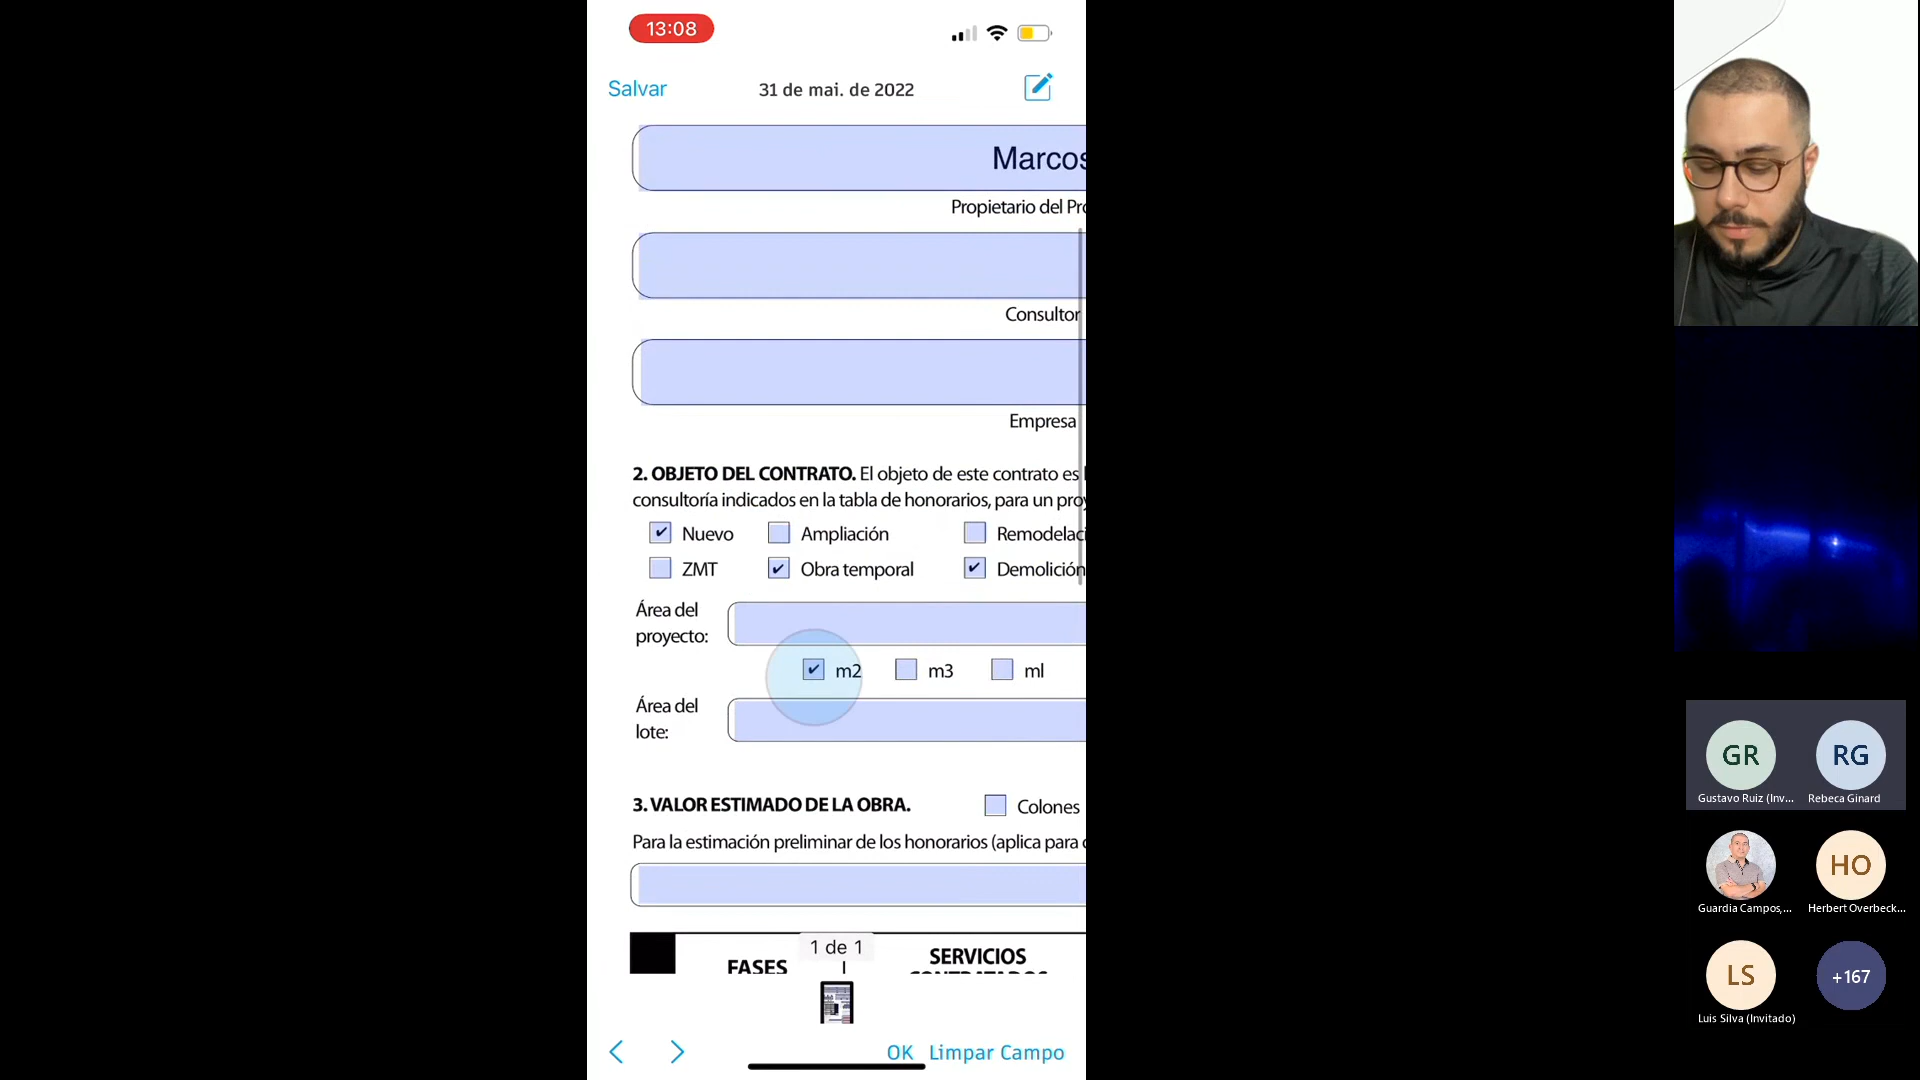 13:08
Salvar
31 de mai. de 2022
Marcos
Propietario del Pro
Consultor
Empresa
2. OBJETO DEL CONTRATO. El objeto de este contrato es
consultoría indicados en la tabla de honorarios, para un proy
Nuevo
Ampliación
Remodelaci
ZMT
Obra temporal
Demolición
Área del
proyecto:
m2
m3
ml
Área del
lote:
3. VALOR ESTIMADO DE LA OBRA.
Colones
Para la estimación preliminar de los honorarios (aplica para
1 de 1
FASES
SERVICIOS
CONTRATADOS
OK
Limpar Campo
GR
RG
Gustavo Ruiz (Inv...
Rebeca Ginard
HO
Guardia Campos,...
Herbert Overbeck...
LS
+167
Luis Silva (Invitado)